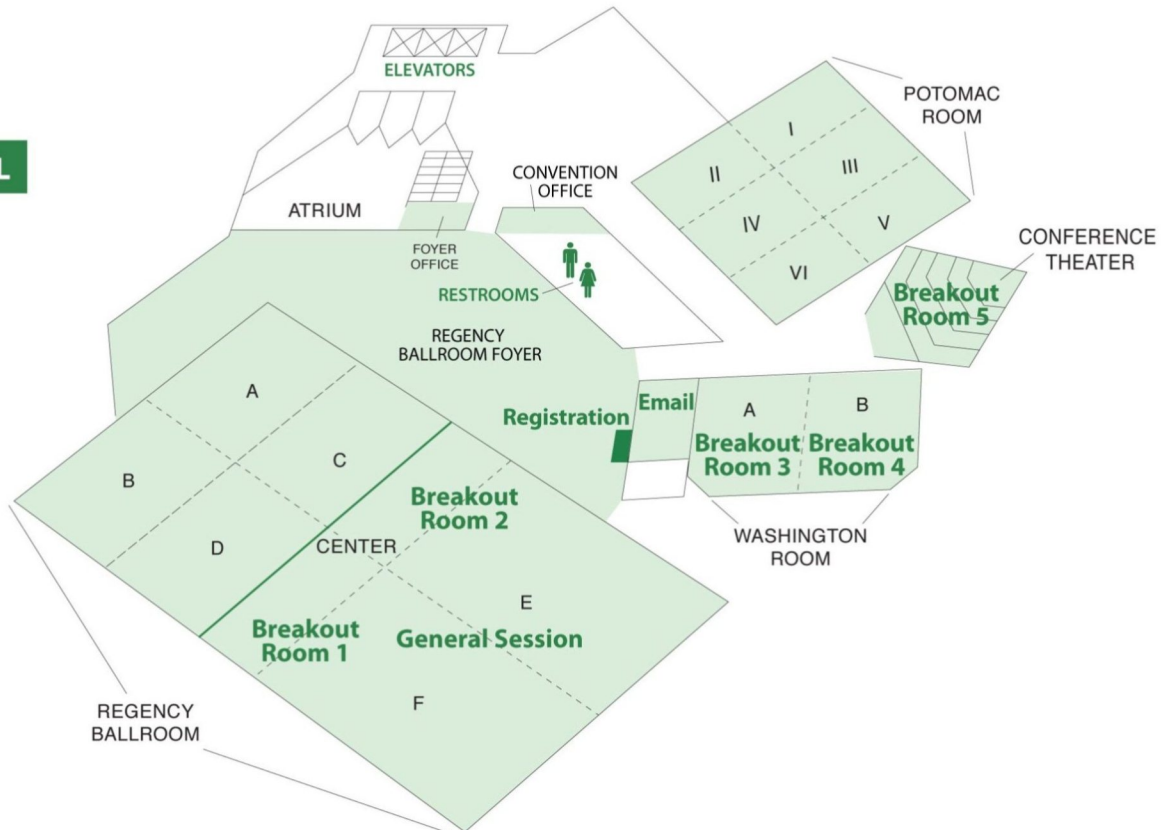 L
ELEVATORS
POTOMAC
ROOM
I
II
III
CONVENTION
OFFICE
ATRIUM
IV
V
FOYER
OFFICE
CONFERENCE
THEATER
VI
RESTROOMS
Breakout
Room 5
REGENCY
BALLROOM FOYER
A
Registration
Email
A
B
Breakout
Room 3
Breakout
Room 4
C
B
Breakout
Room 2
D
CENTER
WASHINGTON
ROOM
E
Breakout
Room 1
General Session
F
REGENCY
BALLROOM